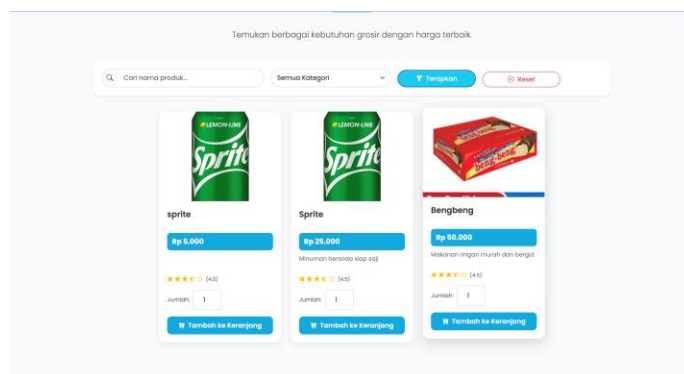 Temukan berbagai kebutuhan grosir dengan harga terbaik.
Cari nama produk...
Semua Kategori
Terapkan
Reset
LEMON-LIME
Sprite
sprite
Rp 5.000
(4.5)
Jumlah: 1
Tambah ke Keranjang
LEMON-LIME
Sprite
Sprite
Rp 25.000
Minuman bersoda siap saji
(4.5)
Jumlah: 1
Tambah ke Keranjang
beng-beng
Bengbeng
Rp 50.000
Makanan ringan murah dan bergizi
(4.5)
Jumlah: 1
Tambah ke Keranjang